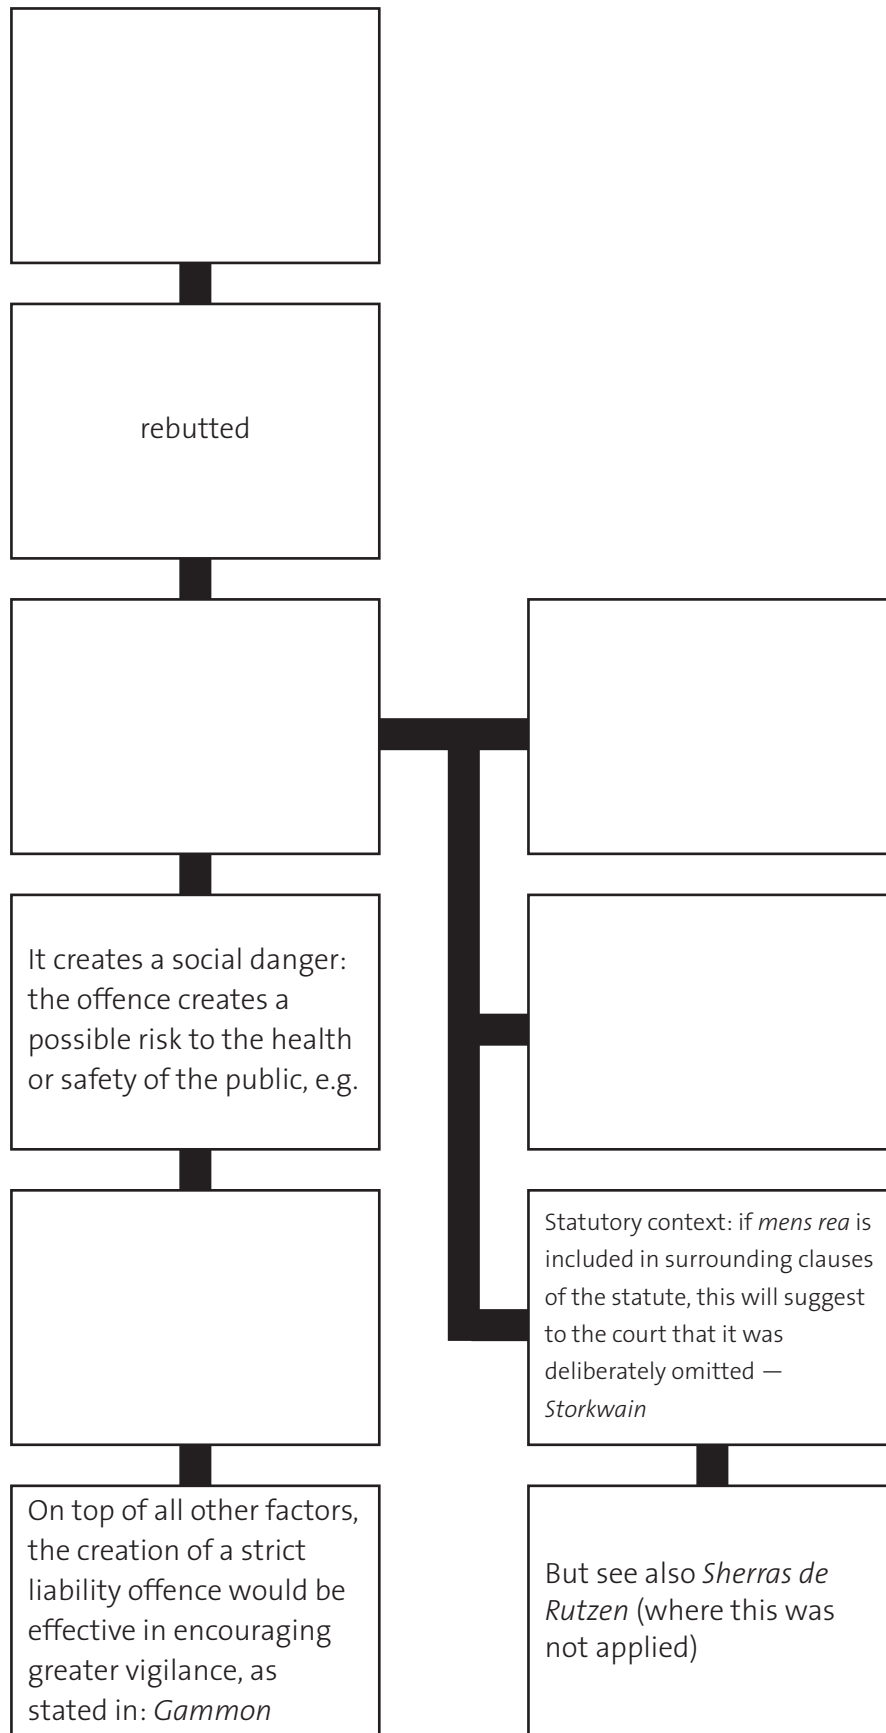 rebutted
It creates a social danger:
the offence creates a
possible risk to the health
or safety of the public, e.g.
Statutory context: if mens rea is
included in surrounding clauses
of the statute, this will suggest
to the court that it was
deliberately omitted —
Storkwain
On top of all other factors,
the creation of a strict
liability offence would be
effective in encouraging
greater vigilance, as
stated in: Gammon
But see also Sherras de
Rutzen (where this was
not applied)